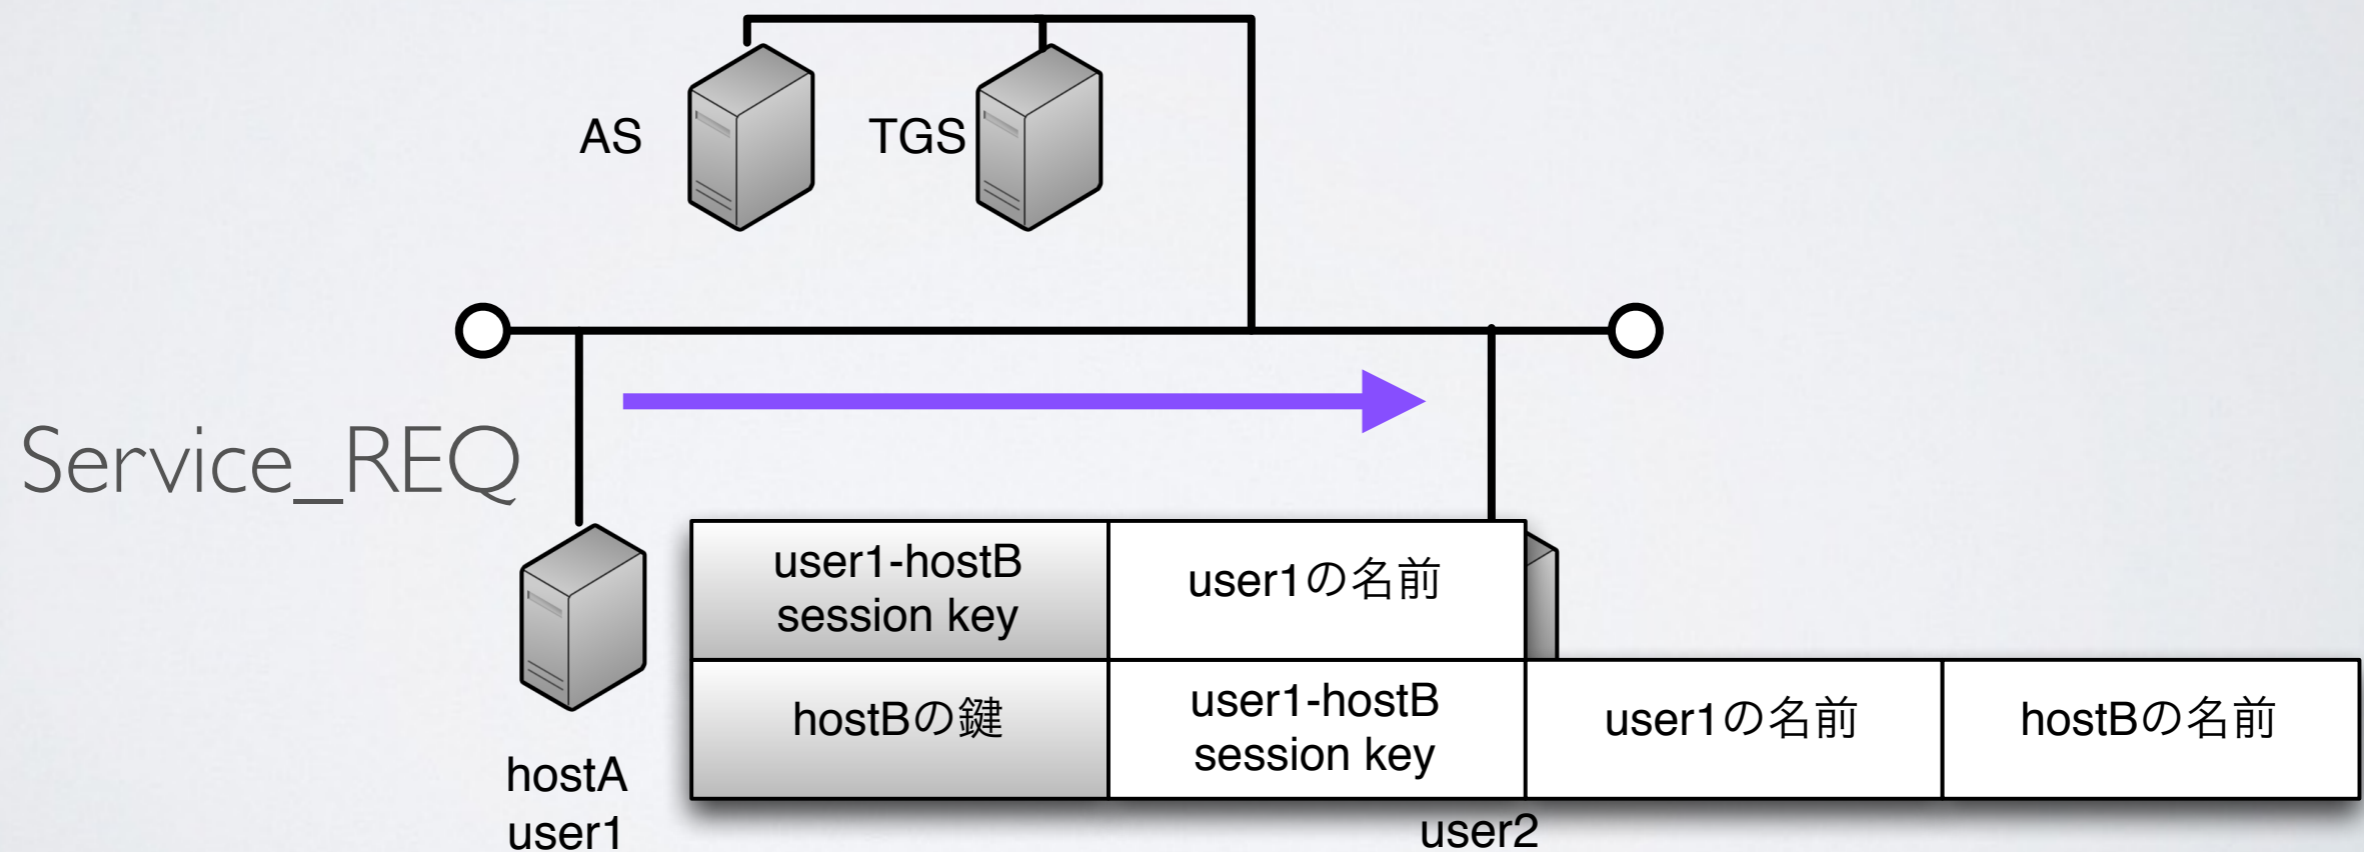 AS
TGS
Service_REQ
user1-hostB
session key
user1の名前
hostBの鍵
user1-hostB
session key
user1の名前
hostBの名前
hostA
user1
user2